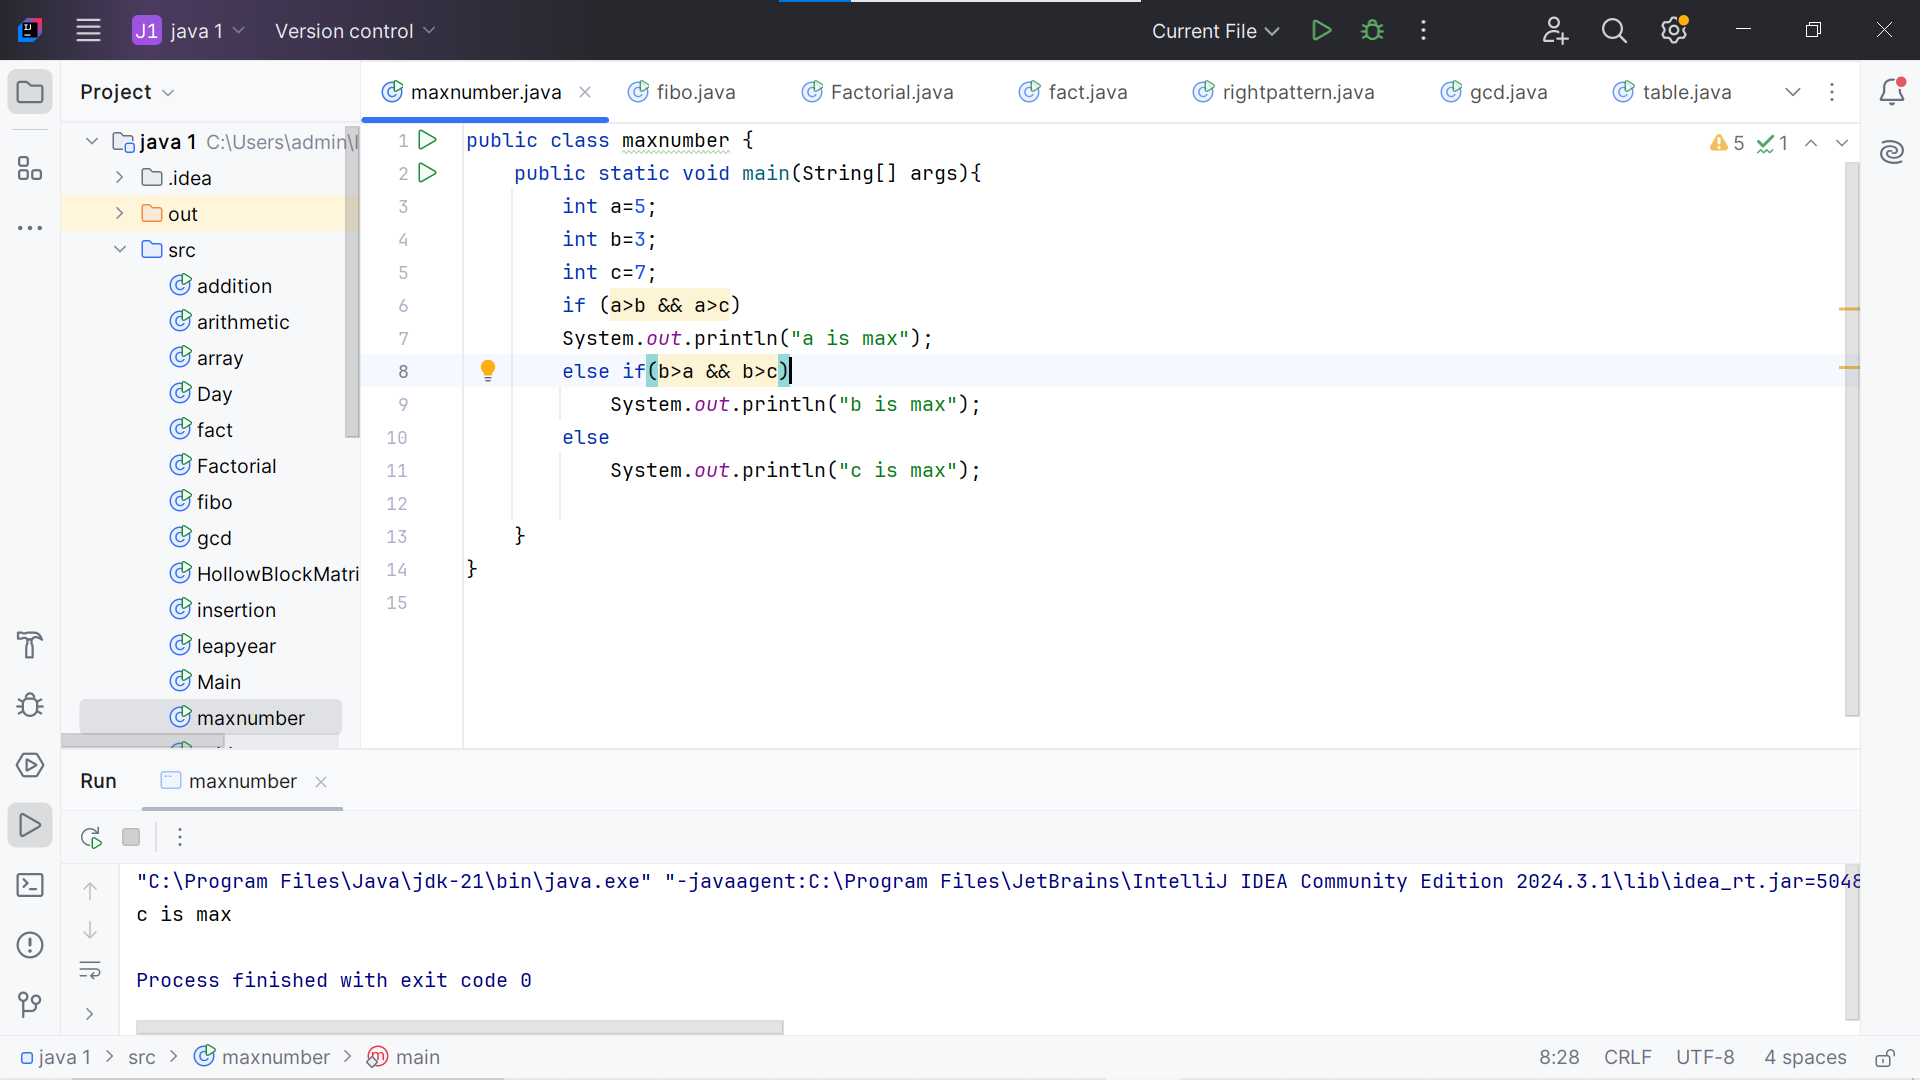 J1 java 1 Version control Current File
Project
maxnumber.java fibo.java Factorial.java fact.java rightpattern.java gcd.java table.java
java 1 C:\Users\admin\I
.idea
out
src
addition
arithmetic
array
Day
fact
Factorial
fibo
gcd
HollowBlockMatri
insertion
leapyear
Main
maxnumber
5 1
1 public class maxnumber {
2 public static void main(String[] args){
3 int a=5;
4 int b=3;
5 int c=7;
6 if (a>b && a>c)
7 System.out.println("a is max");
8 else if(b>a && b>c)
9 System.out.println("b is max");
10 else
11 System.out.println("c is max");
12
13 }
14 }
15
Run maxnumber
"C:\Program Files\Java\jdk-21\bin\java.exe" "-javaagent:C:\Program Files\JetBrains\IntelliJ IDEA Community Edition 2024.3.1\lib\idea_rt.jar=5048
c is max
Process finished with exit code 0
java 1 > src > maxnumber > main 8:28 CRLF UTF-8 4 spaces